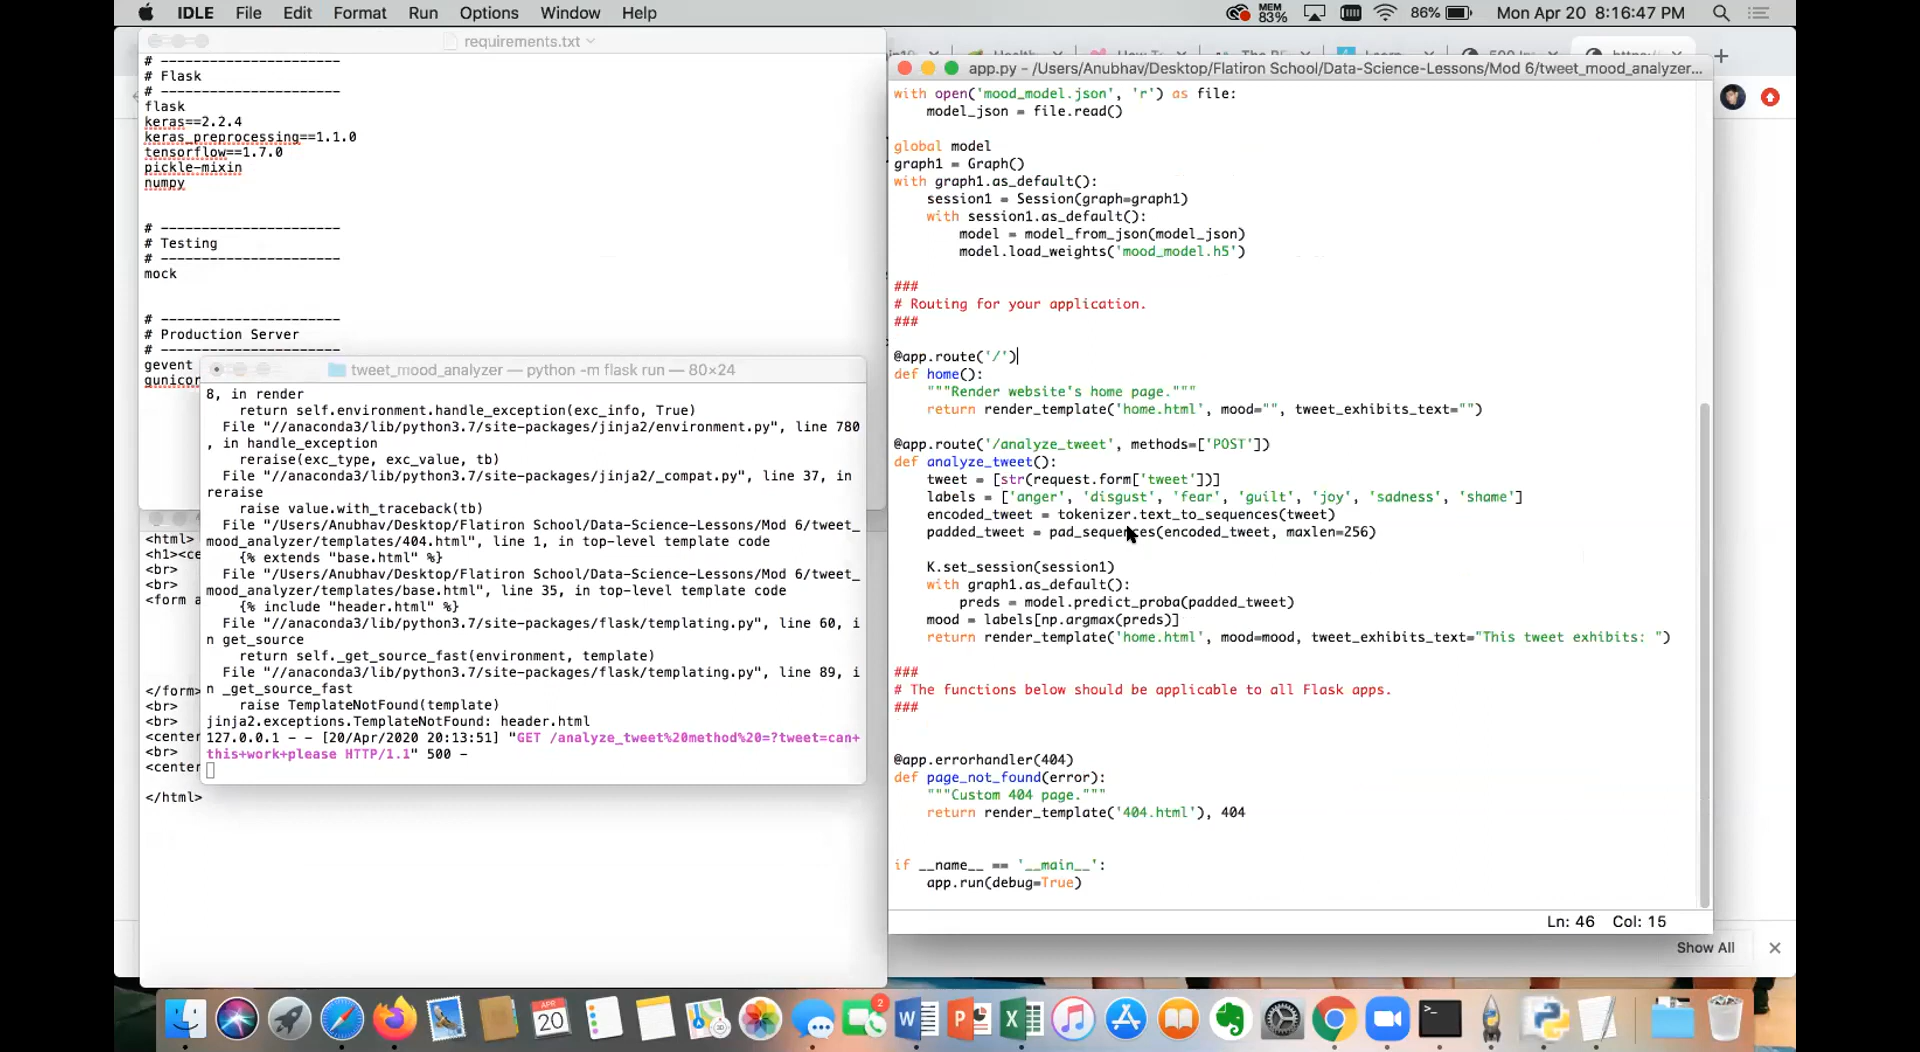 IDLE File Edit Format Run Options Window Help
MEM 83% 86% Mon Apr 20 8:16:47 PM
requirements.txt
# ------------------------
# Flask
# ------------------------
flask
keras==2.2.4
keras_preprocessing==1.1.0
tensorflow==1.7.0
pickle-mixin
numpy
# ------------------------
# Testing
# ------------------------
mock
# ------------------------
# Production Server
# ------------------------
gevent
gunicor
tweet_mood_analyzer — python -m flask run — 80×24
8, in render
return self.environment.handle_exception(exc_info, True)
File "//anaconda3/lib/python3.7/site-packages/jinja2/environment.py", line 780
, in handle_exception
reraise(exc_type, exc_value, tb)
File "//anaconda3/lib/python3.7/site-packages/jinja2/_compat.py", line 37, in
reraise
raise value.with_traceback(tb)
File "/Users/Anubhav/Desktop/Flatiron School/Data-Science-Lessons/Mod 6/tweet_
mood_analyzer/templates/404.html", line 1, in top-level template code
{% extends "base.html" %}
File "/Users/Anubhav/Desktop/Flatiron School/Data-Science-Lessons/Mod 6/tweet_
mood_analyzer/templates/base.html", line 35, in top-level template code
{% include "header.html" %}
File "//anaconda3/lib/python3.7/site-packages/flask/templating.py", line 60, i
n get_source
return self._get_source_fast(environment, template)
File "//anaconda3/lib/python3.7/site-packages/flask/templating.py", line 89, i
n _get_source_fast
raise TemplateNotFound(template)
jinja2.exceptions.TemplateNotFound: header.html
127.0.0.1 - - [20/Apr/2020 20:13:51] "GET /analyze_tweet%20method%20=?tweet=can+
this+work+please HTTP/1.1" 500 -
<html>
<h1><ce
<br>
<br>
<form a
</form>
<br>
<br>
<center
<br>
<center
</html>
app.py - /Users/Anubhav/Desktop/Flatiron School/Data-Science-Lessons/Mod 6/tweet_mood_analyzer...
with open('mood_model.json', 'r') as file:
model_json = file.read()
global model
graph1 = Graph()
with graph1.as_default():
session1 = Session(graph=graph1)
with session1.as_default():
model = model_from_json(model_json)
model.load_weights('mood_model.h5')
###
# Routing for your application.
###
@app.route('/')
def home():
"""Render website's home page."""
return render_template('home.html', mood="", tweet_exhibits_text="")
@app.route('/analyze_tweet', methods=['POST'])
def analyze_tweet():
tweet = [str(request.form['tweet'])]
labels = ['anger', 'disgust', 'fear', 'guilt', 'joy', 'sadness', 'shame']
encoded_tweet = tokenizer.text_to_sequences(tweet)
padded_tweet = pad_sequences(encoded_tweet, maxlen=256)
K.set_session(session1)
with graph1.as_default():
preds = model.predict_proba(padded_tweet)
mood = labels[np.argmax(preds)]
return render_template('home.html', mood=mood, tweet_exhibits_text="This tweet exhibits: ")
###
# The functions below should be applicable to all Flask apps.
###
@app.errorhandler(404)
def page_not_found(error):
"""Custom 404 page."""
return render_template('404.html'), 404
if __name__ == '__main__':
app.run(debug=True)
Ln: 46 Col: 15
Show All
APR
20
2